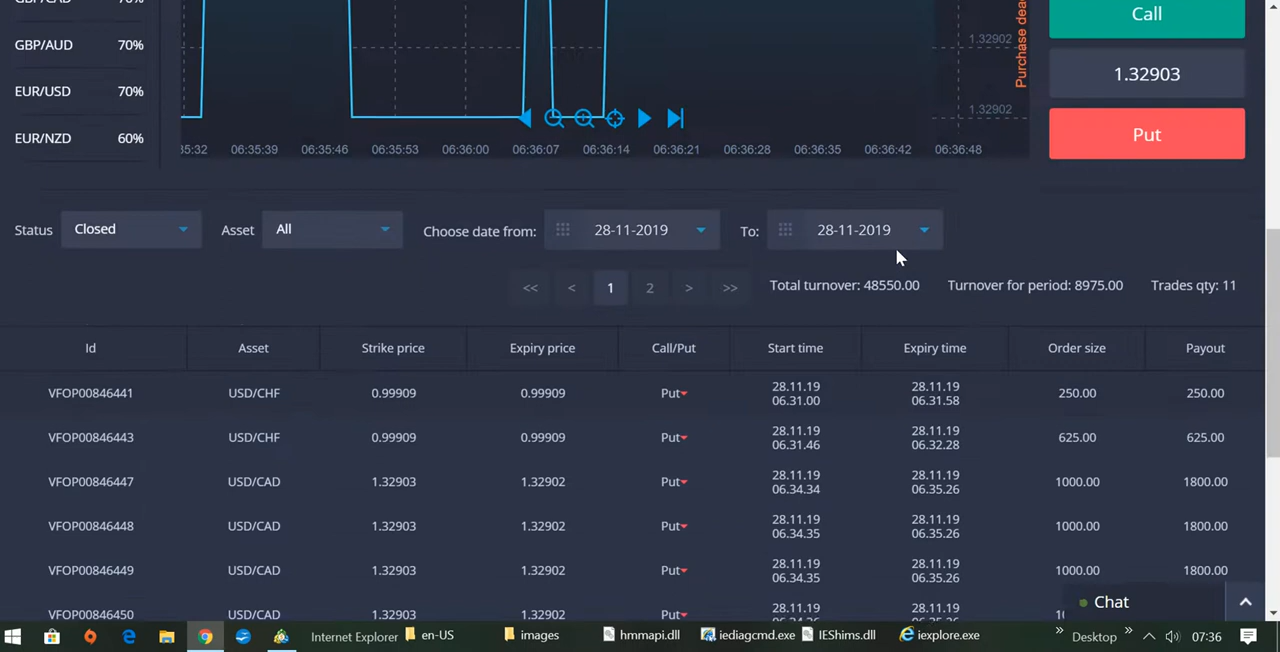 GBP/CAD 70%
GBP/AUD 70%
EUR/USD 70%
EUR/NZD 60%
1.32902
1.32902
Purchase dead
06:35:39 06:35:46 06:35:53 06:36:00 06:36:07 06:36:14 06:36:21 06:36:28 06:36:35 06:36:42 06:36:48
Call
1.32903
Put
Status Closed Asset All Choose date from: 28-11-2019 To: 28-11-2019
<< < 1 2 > >> Total turnover: 48550.00 Turnover for period: 8975.00 Trades qty: 11
Id Asset Strike price Expiry price Call/Put Start time Expiry time Order size Payout
VFOP00846441 USD/CHF 0.99909 0.99909 Put 28.11.19 06.31.00 28.11.19 06.31.58 250.00 250.00
VFOP00846443 USD/CHF 0.99909 0.99909 Put 28.11.19 06.31.46 28.11.19 06.32.28 625.00 625.00
VFOP00846447 USD/CAD 1.32903 1.32902 Put 28.11.19 06.34.34 28.11.19 06.35.26 1000.00 1800.00
VFOP00846448 USD/CAD 1.32903 1.32902 Put 28.11.19 06.34.35 28.11.19 06.35.26 1000.00 1800.00
VFOP00846449 USD/CAD 1.32903 1.32902 Put 28.11.19 06.34.35 28.11.19 06.35.26 1000.00 1800.00
VFOP00846450 USD/CAD 1.32903 1.32902 Put 28.11.19 28.11.19 1800.00
Chat
Internet Explorer en-US images hmmapi.dll iediagcmd.exe IEShims.dll iexplore.exe » Desktop » 07:36